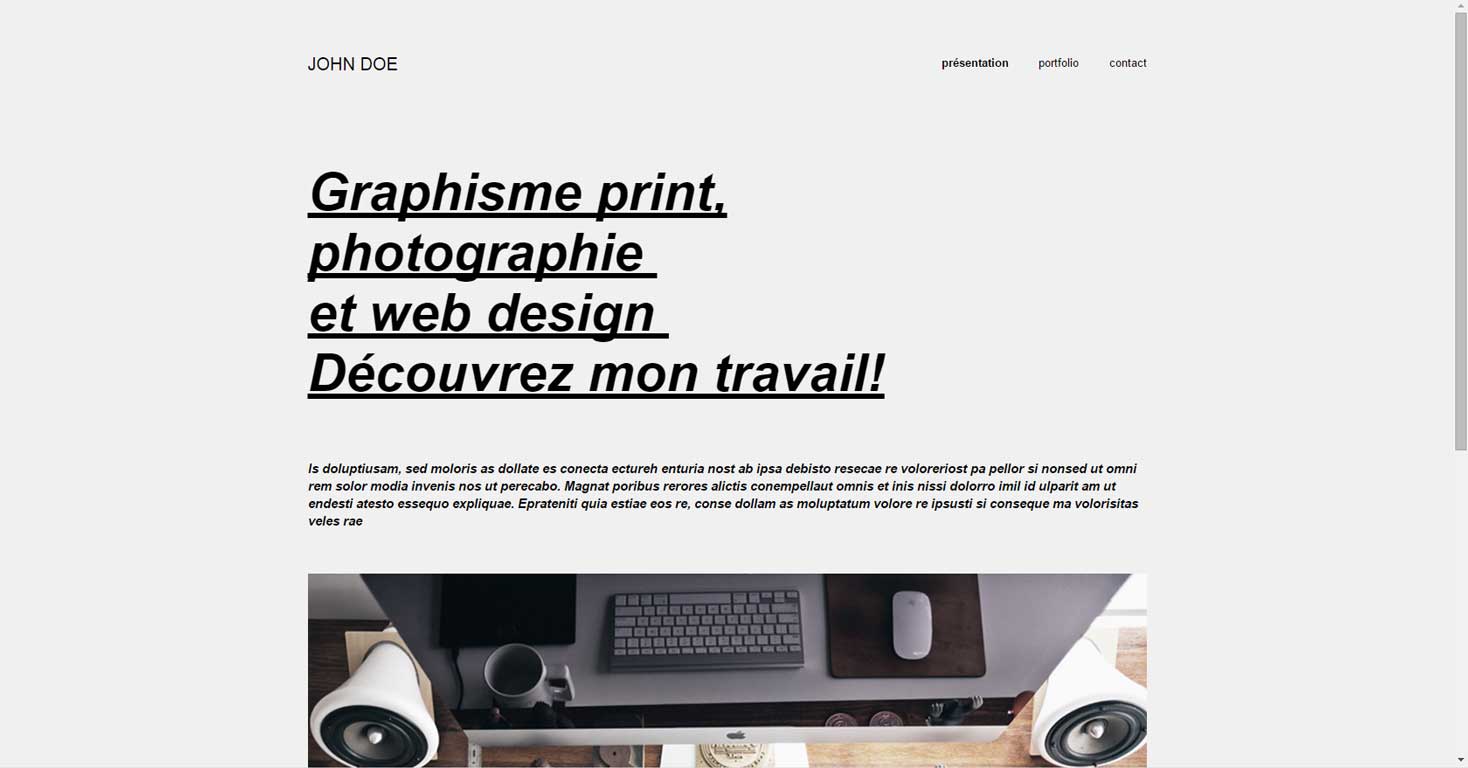 JOHN DOE
présentation portfolio contact
Graphisme print,
photographie
et web design
Découvrez mon travail!
Is doluptiusam, sed moloris as dollate es conecta ectureh enturia nost ab ipsa debisto resecae re voloreriost pa pellor si nonsed ut omni
rem solor modia invenis nos ut perecabo. Magnat poribus rerores alictis conempellaut omnis et inis nissi dolorro imil id ulparit am ut
endesti atesto essequo expliquae. Eprateniti quia estiae eos re, conse dollam as moluptatum volore re ipsusti si conseque ma volorisitas
veles rae